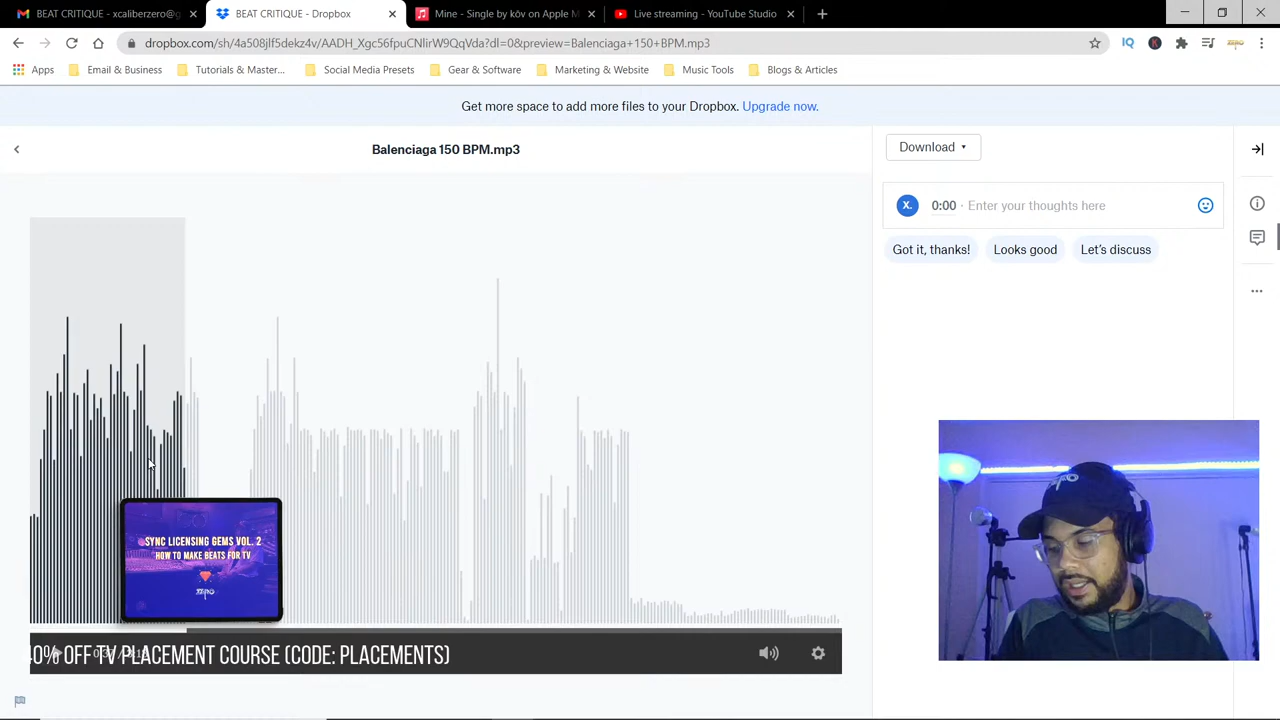 BEAT CRITIQUE - xcaliberzero@g
BEAT CRITIQUE - Dropbox
Mine - Single by kōv on Apple M
Live streaming - YouTube Studio
dropbox.com/sh/4a508jlf5dekz4v/AADH_Xgc56fpuCNlirW9QqVda?dl=0&preview=Balenciaga+150+BPM.mp3
Apps
Email & Business
Tutorials & Master...
Social Media Presets
Gear & Software
Marketing & Website
Music Tools
Blogs & Articles
Get more space to add more files to your Dropbox. Upgrade now.
Balenciaga 150 BPM.mp3
Download
X. 0:00 · Enter your thoughts here
Got it, thanks!
Looks good
Let's discuss
SYNC LICENSING GEMS VOL. 2
HOW TO MAKE BEATS FOR TV
ZERO
40% OFF TV PLACEMENT COURSE (CODE: PLACEMENTS)